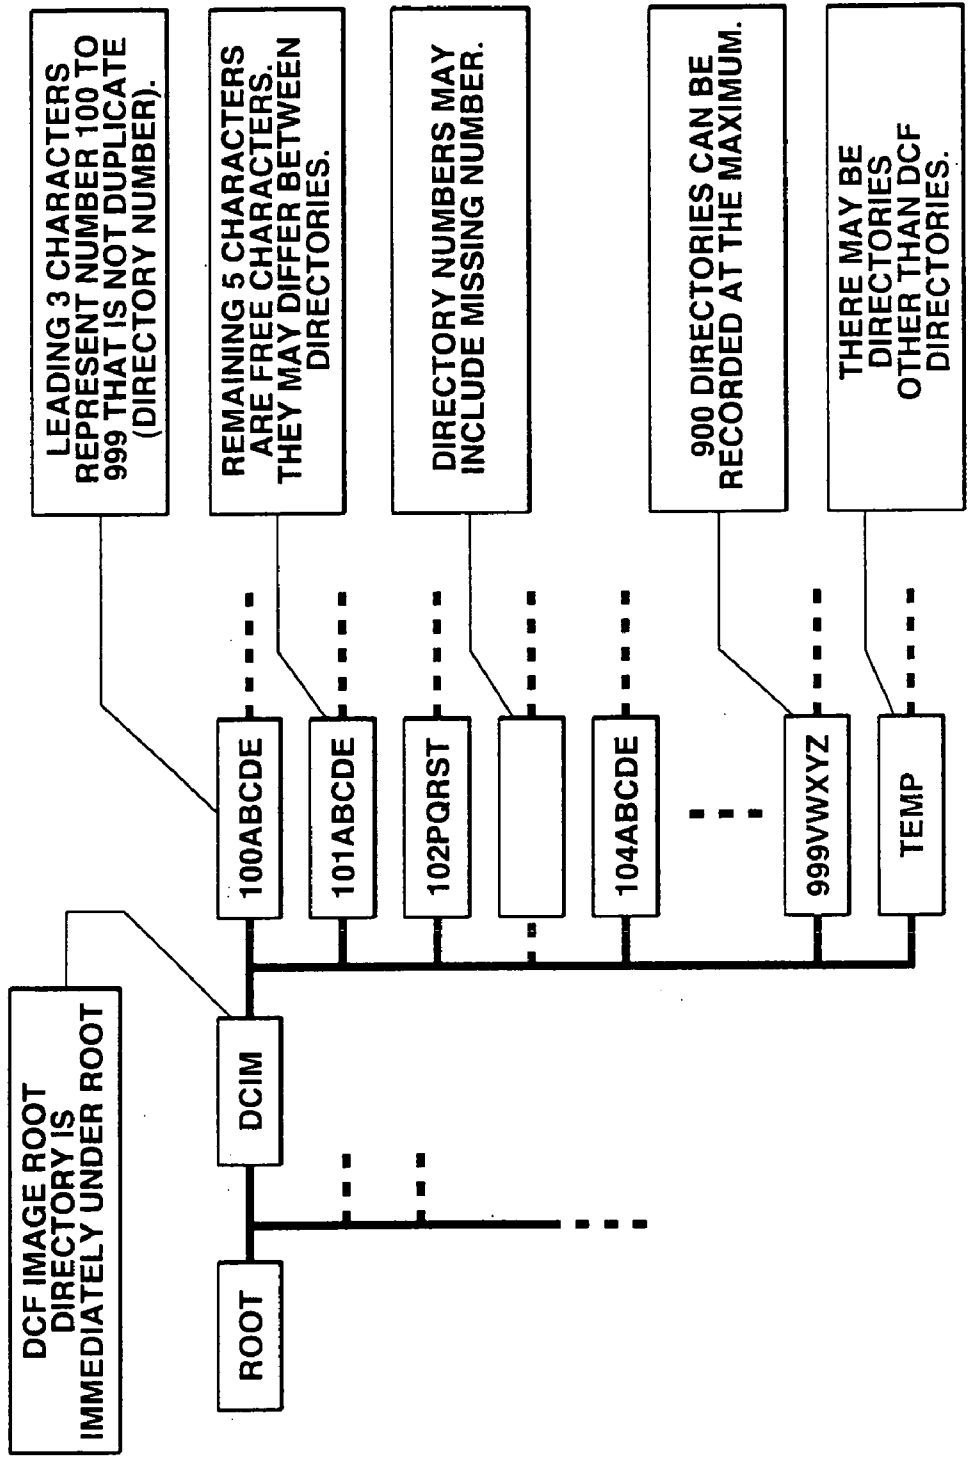 DCF IMAGE ROOT
DIRECTORY IS
IMMEDIATELY UNDER ROOT
LEADING 3 CHARACTERS
REPRESENT NUMBER 100 TO
999 THAT IS NOT DUPLICATE
(DIRECTORY NUMBER).
REMAINING 5 CHARACTERS
ARE FREE CHARACTERS.
THEY MAY DIFFER BETWEEN
DIRECTORIES.
DIRECTORY NUMBERS MAY
INCLUDE MISSING NUMBER.
900 DIRECTORIES CAN BE
RECORDED AT THE MAXIMUM.
THERE MAY BE
DIRECTORIES
OTHER THAN DCF
DIRECTORIES.
ROOT
DCIM
100ABCDE
101ABCDE
102PQRST
104ABCDE
999VWXYZ
TEMP